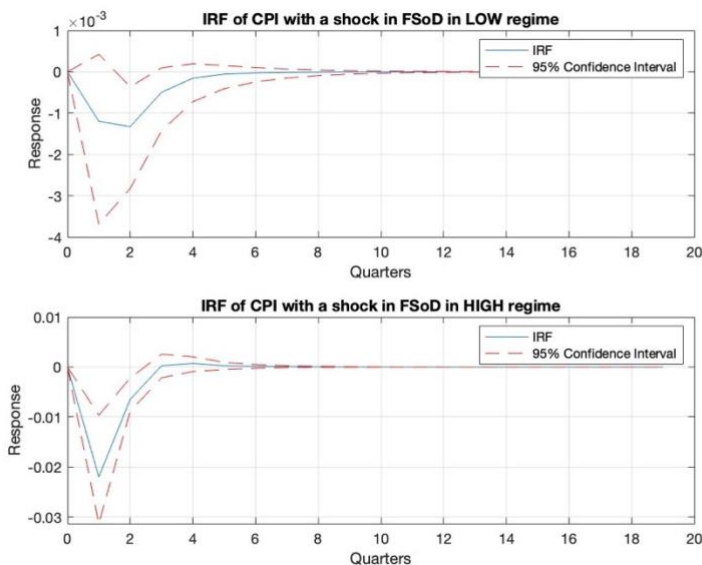 IRF of CPI with a shock in FSoD in LOW regime
×10⁻³
1
0
-1
-2
-3
-4
Response
IRF
95% Confidence Interval
0 2 4 6 8 10 12 14 16 18 20
Quarters
IRF of CPI with a shock in FSoD in HIGH regime
0.01
0
-0.01
-0.02
-0.03
Response
IRF
95% Confidence Interval
0 2 4 6 8 10 12 14 16 18 20
Quarters